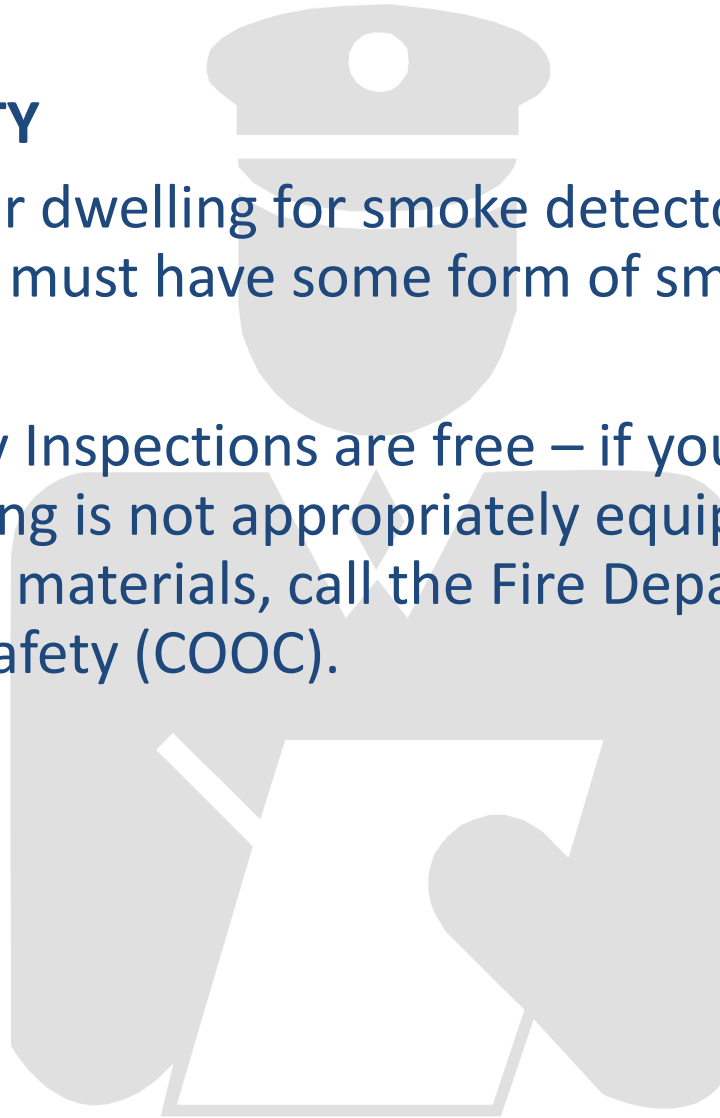 TY
r dwelling for smoke detecto
must have some form of sm
y Inspections are free – if you
ng is not appropriately equip
materials, call the Fire Depa
afety (COOC).